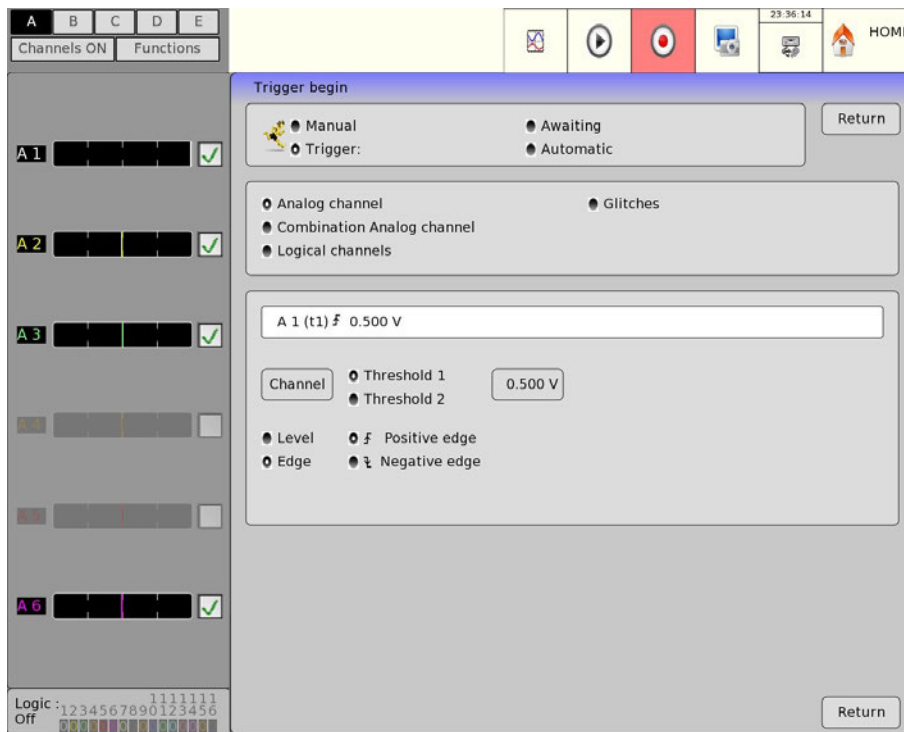 A B C D E
Channels ON Functions
23:36:14
HOM
Trigger begin
Manual
Awaiting
Trigger:
Automatic
Return
Analog channel
Glitches
Combination Analog channel
Logical channels
A 1 (t1) 0.500 V
Channel
Threshold 1
Threshold 2
0.500 V
Level
Positive edge
Edge
Negative edge
A 1
A 2
A 3
A 4
A 5
A 6
Logic :
Off
1111111
1234567890123456
Return